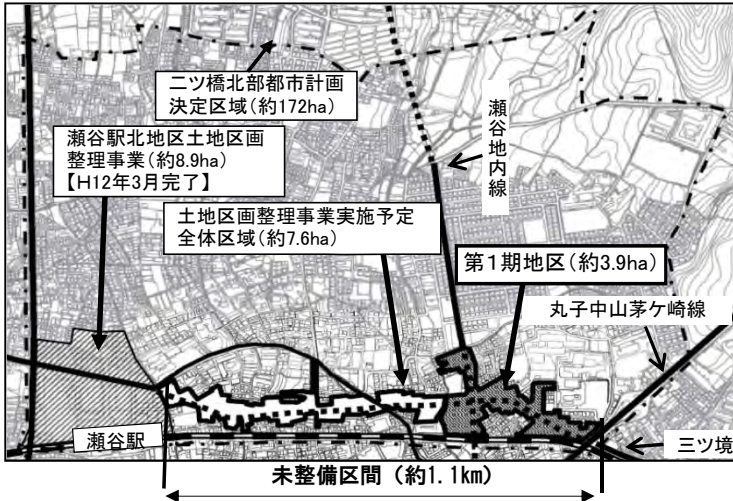 二ツ橋北部都市計画
決定区域(約172ha)
瀬谷駅北地区土地区画
整理事業(約8.9ha)
【H12年3月完了】
瀬谷地内線
土地区画整理事業実施予定
全体区域(約7.6ha)
第1期地区(約3.9ha)
丸子中山茅ケ崎線
瀬谷駅
三ツ境
未整備区間(約1.1km)